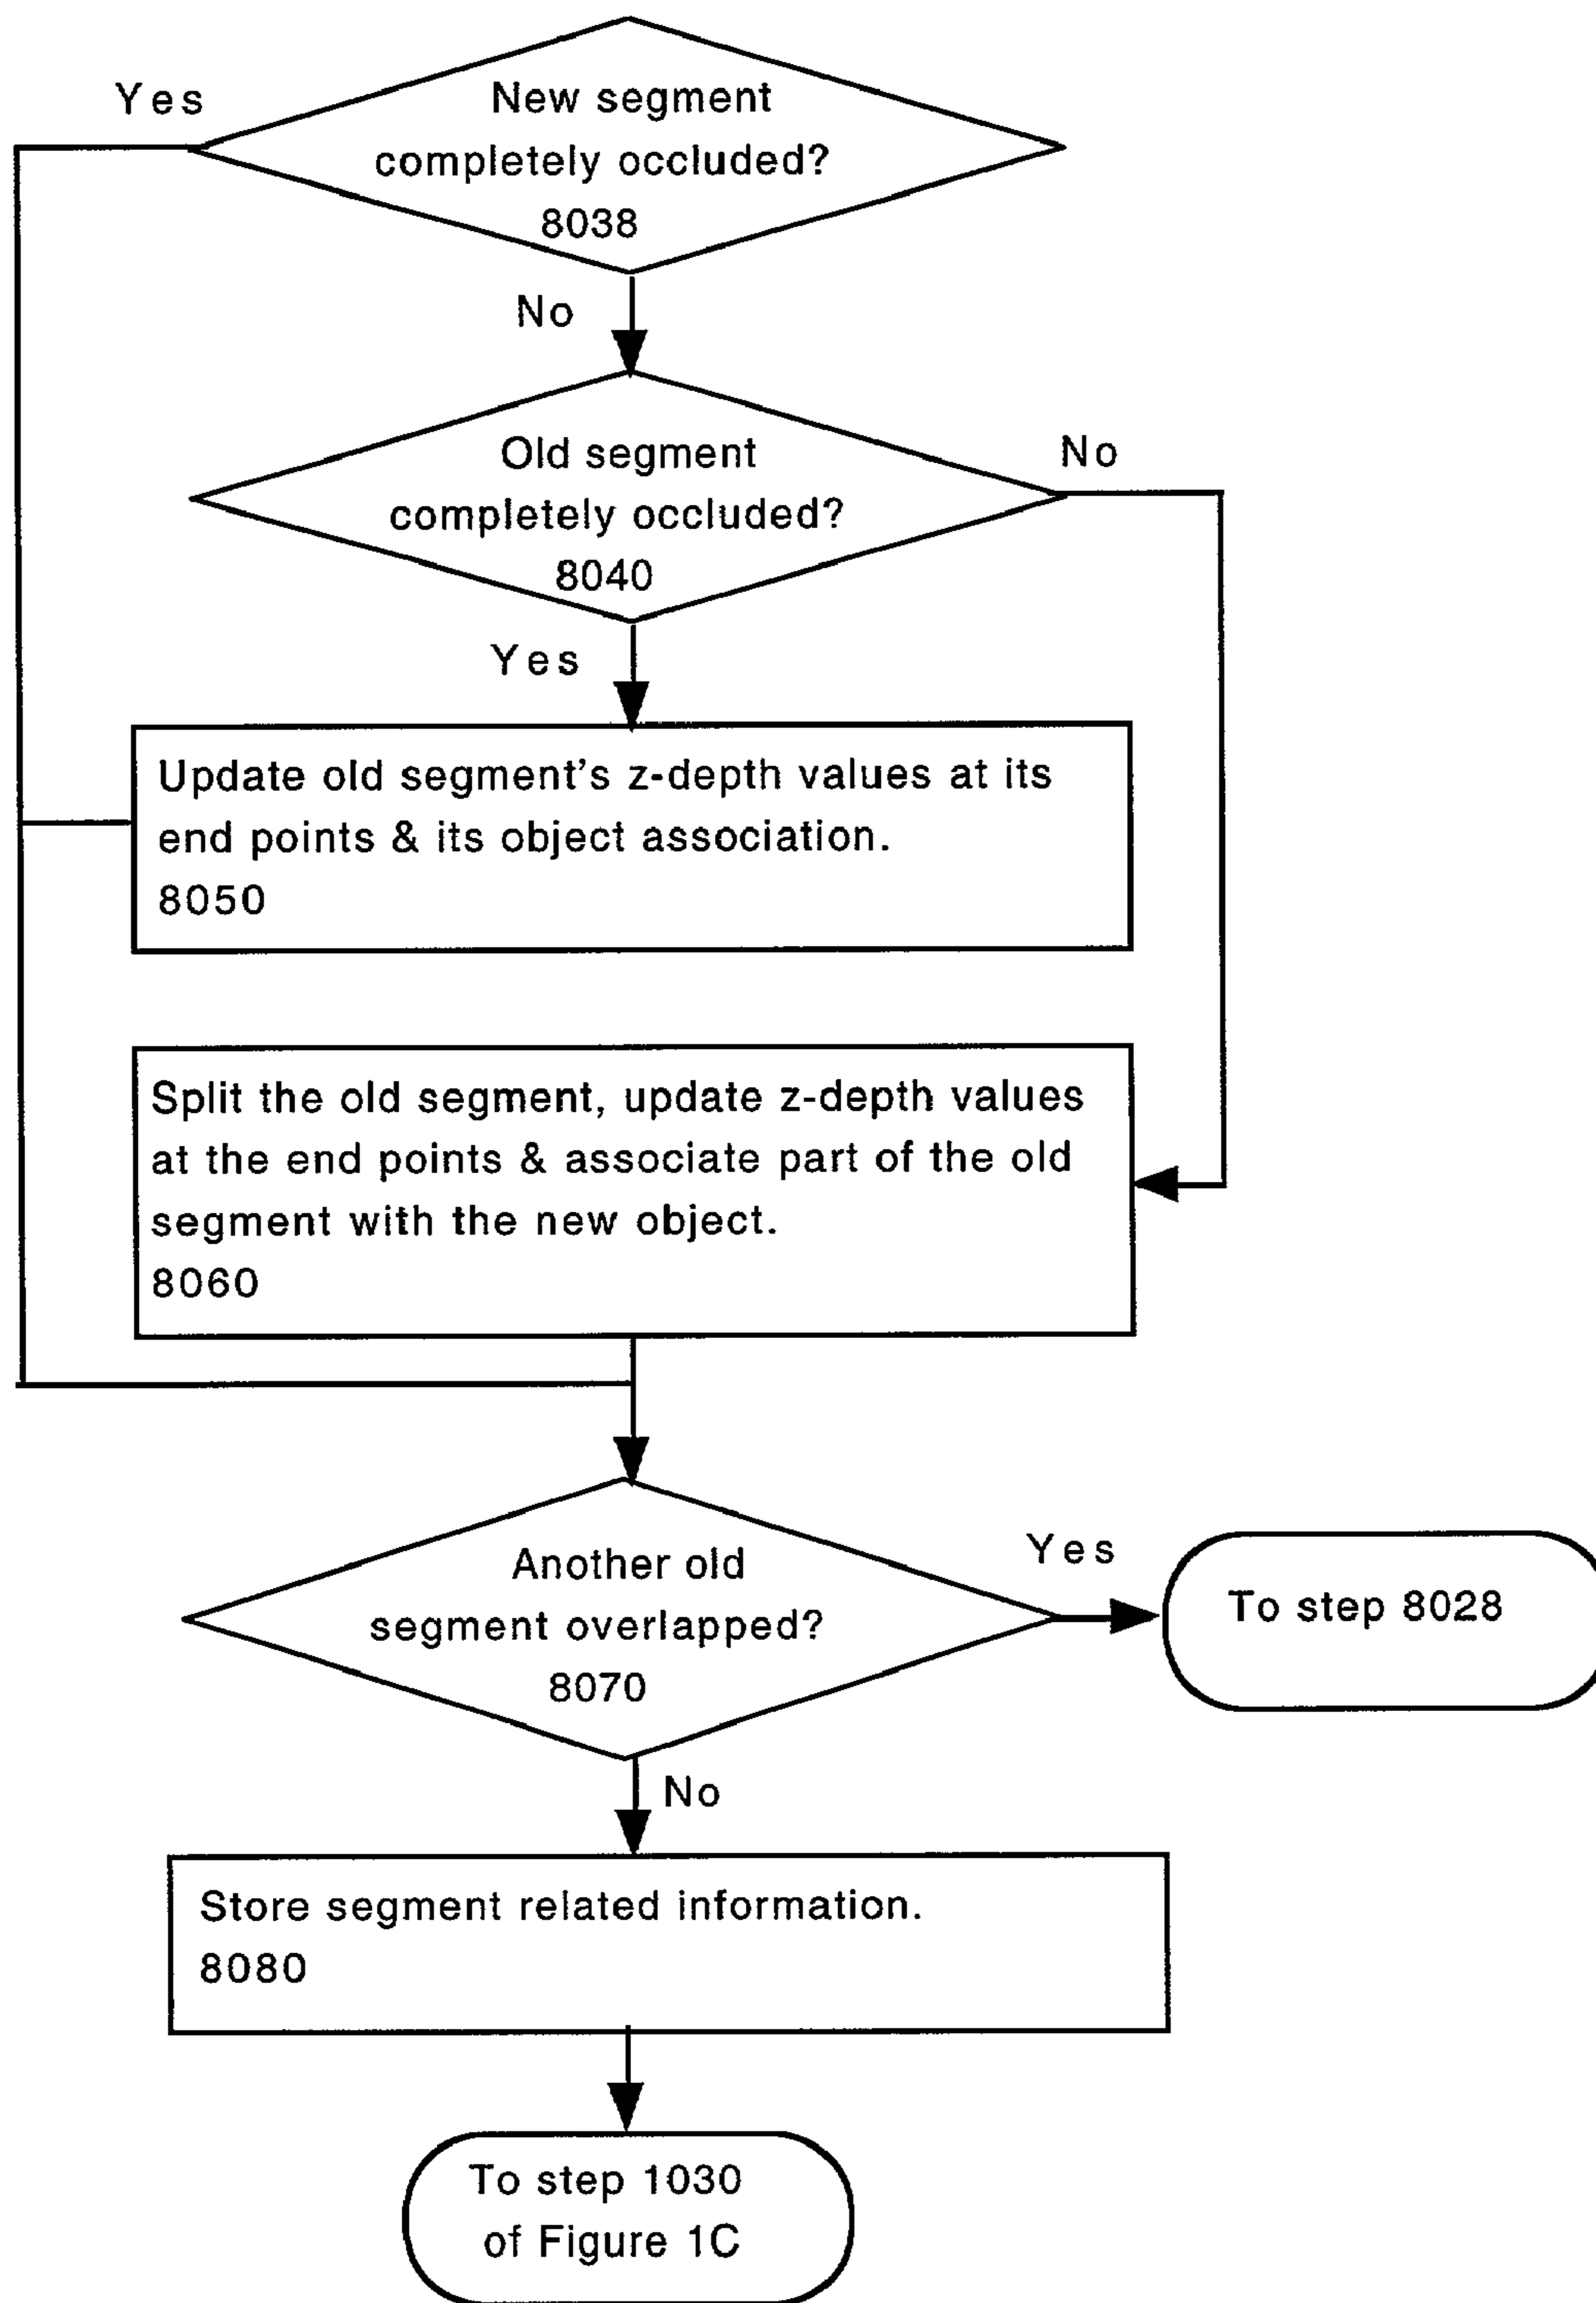 Yes
New segment
completely occluded?
8038
No
Old segment
completely occluded?
8040
No
Yes
Update old segment's z-depth values at its
end points & its object association.
8050
Split the old segment, update z-depth values
at the end points & associate part of the old
segment with the new object.
8060
Another old
segment overlapped?
8070
Yes
To step 8028
No
Store segment related information.
8080
To step 1030
of Figure 1C